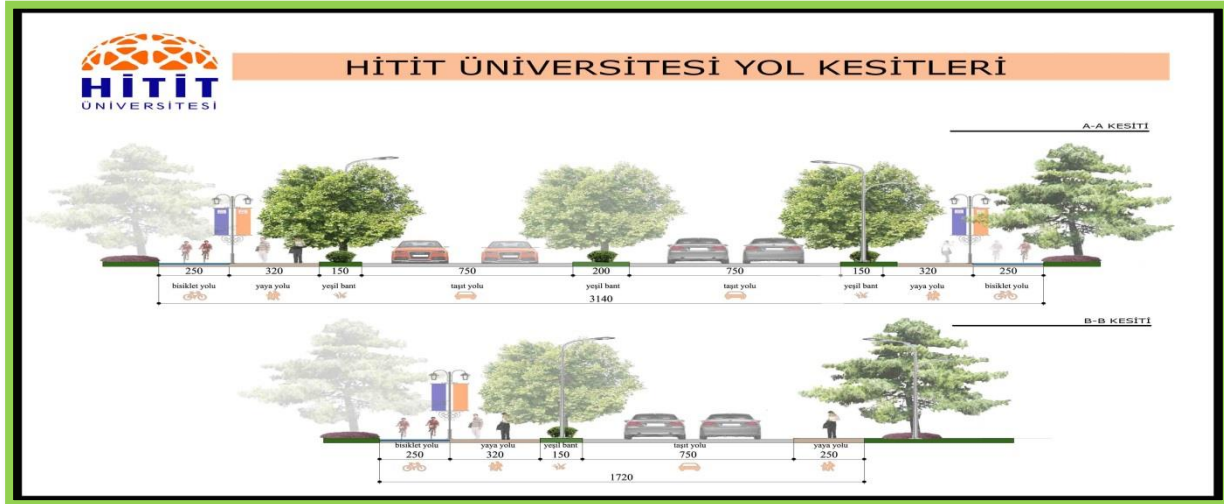 HİTİT
ÜNİVERSİTESİ
HİTİT ÜNİVERSİTESİ YOL KESİTLERİ
A-A KESİTİ
250 320 150 750 200 750 150 320 250
bisiklet yolu yaya yolu yeşil bant taşıt yolu yeşil bant taşıt yolu yeşil bant yaya yolu bisiklet yolu
3140
B-B KESİTİ
bisiklet yolu yaya yolu yeşil bant taşıt yolu yaya yolu
250 320 150 750 250
1720